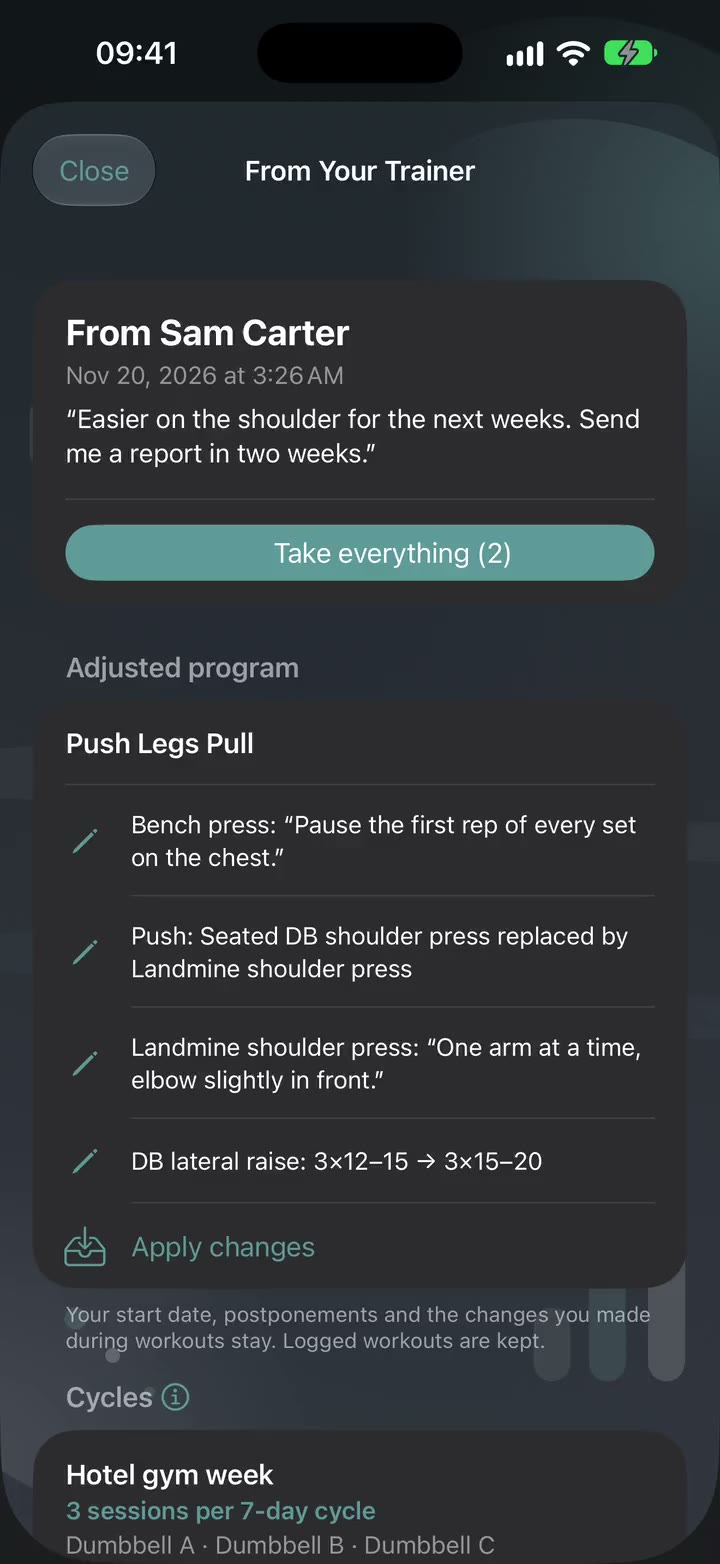 09:41
Close
From Your Trainer
From Sam Carter
Nov 20, 2026 at 3:26 AM
“Easier on the shoulder for the next weeks. Send
me a report in two weeks.”
Take everything (2)
Adjusted program
Push Legs Pull
Bench press: “Pause the first rep of every set
on the chest.”
Push: Seated DB shoulder press replaced by
Landmine shoulder press
Landmine shoulder press: “One arm at a time,
elbow slightly in front.”
DB lateral raise: 3×12–15 → 3×15–20
Apply changes
Your start date, postponements and the changes you made
during workouts stay. Logged workouts are kept.
Cycles
Hotel gym week
3 sessions per 7-day cycle
Dumbbell A · Dumbbell B · Dumbbell C